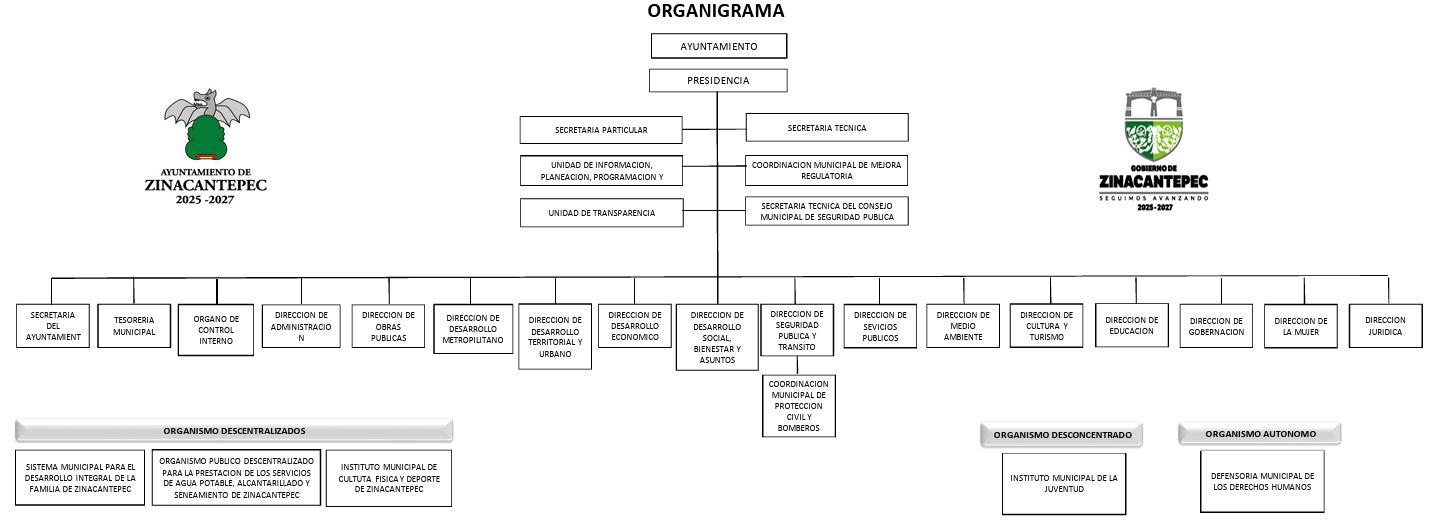 ORGANIGRAMA
AYUNTAMIENTO
PRESIDENCIA
SECRETARIA PARTICULAR
SECRETARIA TECNICA
UNIDAD DE INFORMACION,
PLANEACION, PROGRAMACION Y
COORDINACION MUNICIPAL DE MEJORA
REGULATORIA
UNIDAD DE TRANSPARENCIA
SECRETARIA TECNICA DEL CONSEJO
MUNICIPAL DE SEGURIDAD PUBLICA
AYUNTAMIENTO DE
ZINACANTEPEC
2025 -2027
GOBIERNO DE
ZINACANTEPEC
SEGUIMOS AVANZANDO
2025-2027
SECRETARIA
DEL
AYUNTAMIENT
TESORERIA
MUNICIPAL
ORGANO DE
CONTROL
INTERNO
DIRECCION DE
ADMINISTRACIO
N
DIRECCION DE
OBRAS
PUBLICAS
DIRECCION DE
DESARROLLO
METROPOLITANO
DIRECCION DE
DESARROLLO
TERRITORIAL Y
URBANO
DIRECCION DE
DESARROLLO
ECONOMICO
DIRECCION DE
DESARROLLO
SOCIAL,
BIENESTAR Y
ASUNTOS
DIRECCION DE
SEGURIDAD
PUBLICA Y
TRANSITO
COORDINACION
MUNICIPAL DE
PROTECCION
CIVIL Y
BOMBEROS
DIRECCION DE
SEVICIOS
PUBLICOS
DIRECCION DE
MEDIO
AMBIENTE
DIRECCION DE
CULTURA Y
TURISMO
DIRECCION DE
EDUCACION
DIRECCION DE
GOBERNACION
DIRECCION DE
LA MUJER
DIRECCION
JURIDICA
ORGANISMO DESCENTRALIZADOS
SISTEMA MUNICIPAL PARA EL
DESARROLLO INTEGRAL DE LA
FAMILIA DE ZINACANTEPEC
ORGANISMO PUBLICO DESCENTRALIZADO
PARA LA PRESTACION DE LOS SERVICIOS
DE AGUA POTABLE, ALCANTARILLADO Y
SENEAMIENTO DE ZINACANTEPEC
INSTITUTO MUNICIPAL DE
CULTUTA FISICA Y DEPORTE
DE ZINACANTEPEC
ORGANISMO DESCONCENTRADO
INSTITUTO MUNICIPAL DE LA
JUVENTUD
ORGANISMO AUTONOMO
DEFENSORIA MUNICIPAL DE
LOS DERECHOS HUMANOS